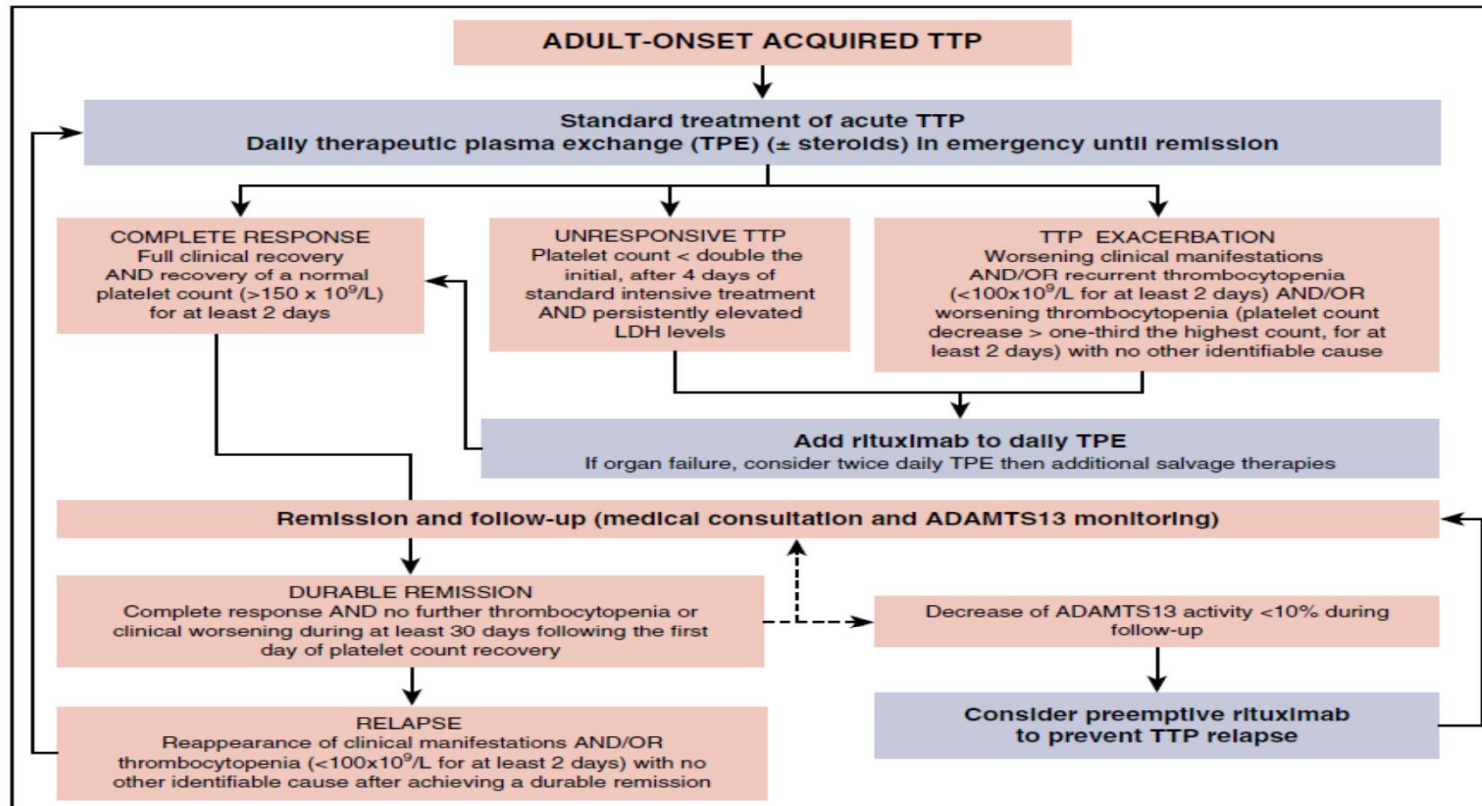 ADULT-ONSET ACQUIRED TTP
Standard treatment of acute TTP
Daily therapeutic plasma exchange (TPE) (± steroids) in emergency until remission
COMPLETE RESPONSE
Full clinical recovery
AND recovery of a normal
platelet count (>150 x 10⁹/L)
for at least 2 days
UNRESPONSIVE TTP
Platelet count < double the
initial, after 4 days of
standard intensive treatment
AND persistently elevated
LDH levels
TTP EXACERBATION
Worsening clinical manifestations
AND/OR recurrent thrombocytopenia
(<100x10⁹/L for at least 2 days) AND/OR
worsening thrombocytopenia (platelet count
decrease > one-third the highest count, for at
least 2 days) with no other identifiable cause
Add rituximab to daily TPE
If organ failure, consider twice daily TPE then additional salvage therapies
Remission and follow-up (medical consultation and ADAMTS13 monitoring)
DURABLE REMISSION
Complete response AND no further thrombocytopenia or
clinical worsening during at least 30 days following the first
day of platelet count recovery
Decrease of ADAMTS13 activity <10% during
follow-up
RELAPSE
Reappearance of clinical manifestations AND/OR
thrombocytopenia (<100x10⁹/L for at least 2 days) with no
other identifiable cause after achieving a durable remission
Consider preemptive rituximab
to prevent TTP relapse